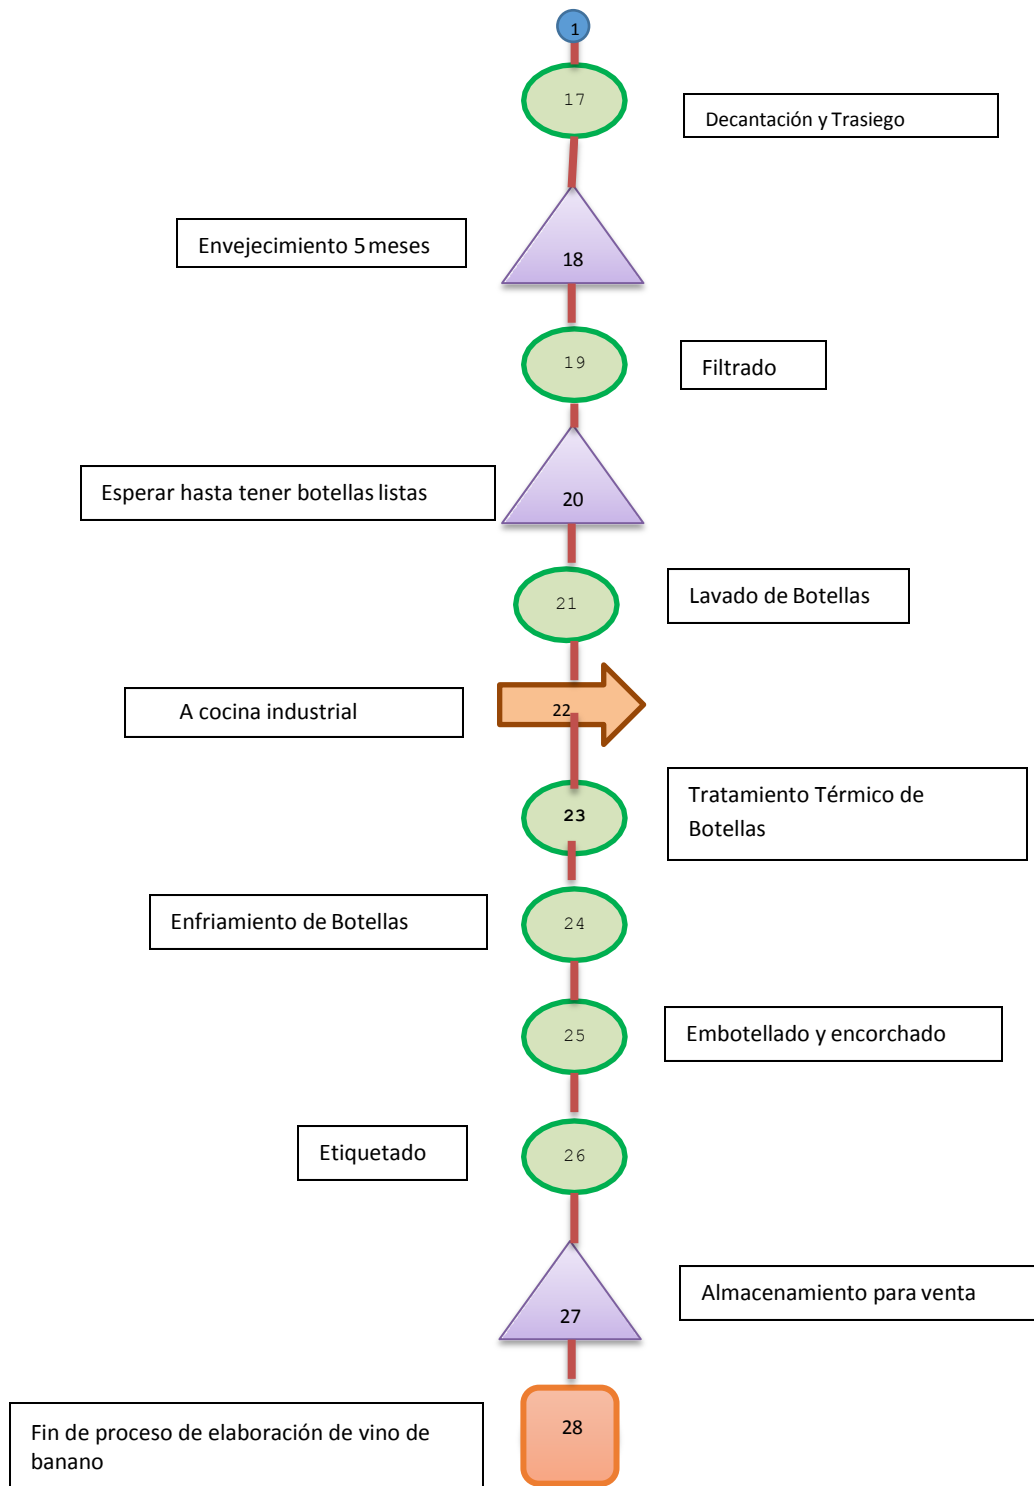 1
17
Decantación y Trasiego
Envejecimiento 5 meses
18
19
Filtrado
Esperar hasta tener botellas listas
20
21
Lavado de Botellas
A cocina industrial
22
23
Tratamiento Térmico de
Botellas
Enfriamiento de Botellas
24
25
Embotellado y encorchado
Etiquetado
26
27
Almacenamiento para venta
Fin de proceso de elaboración de vino de
banano
28